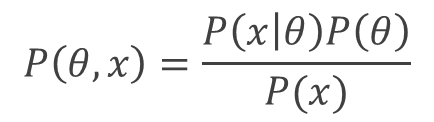 P(θ, x) = P(x|θ)P(θ) / P(x)